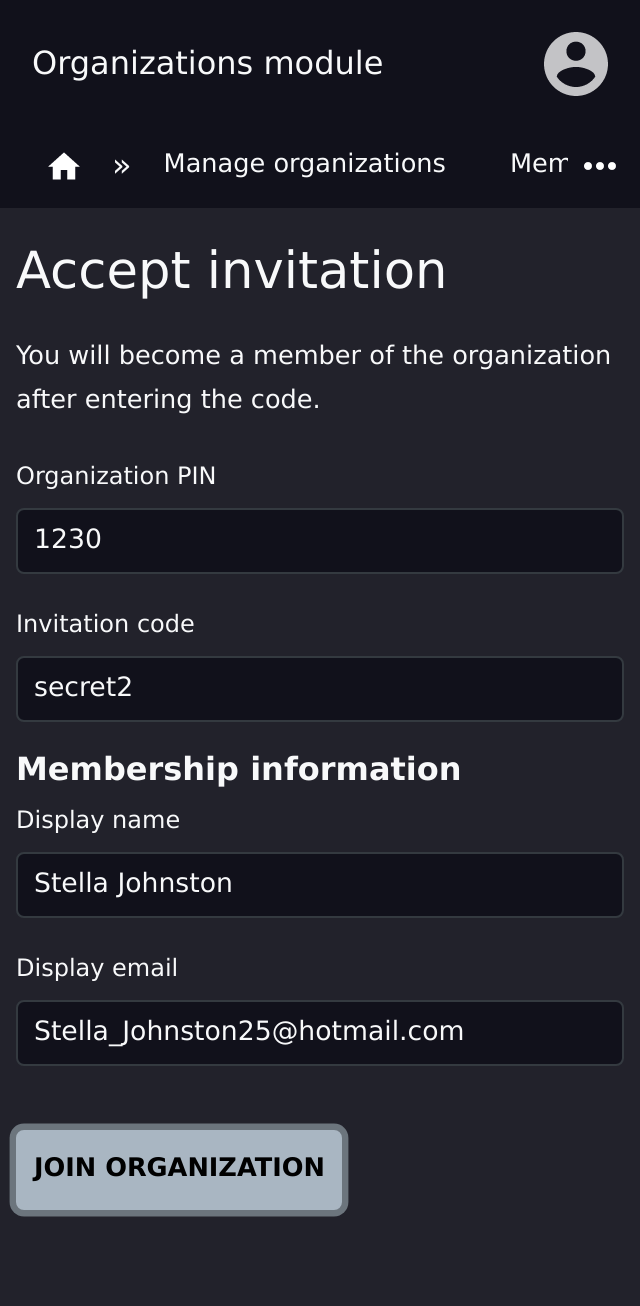 Organizations module
» Manage organizations Mem •••
Accept invitation
You will become a member of the organization
after entering the code.
Organization PIN
1230
Invitation code
secret2
Membership information
Display name
Stella Johnston
Display email
Stella_Johnston25@hotmail.com
JOIN ORGANIZATION